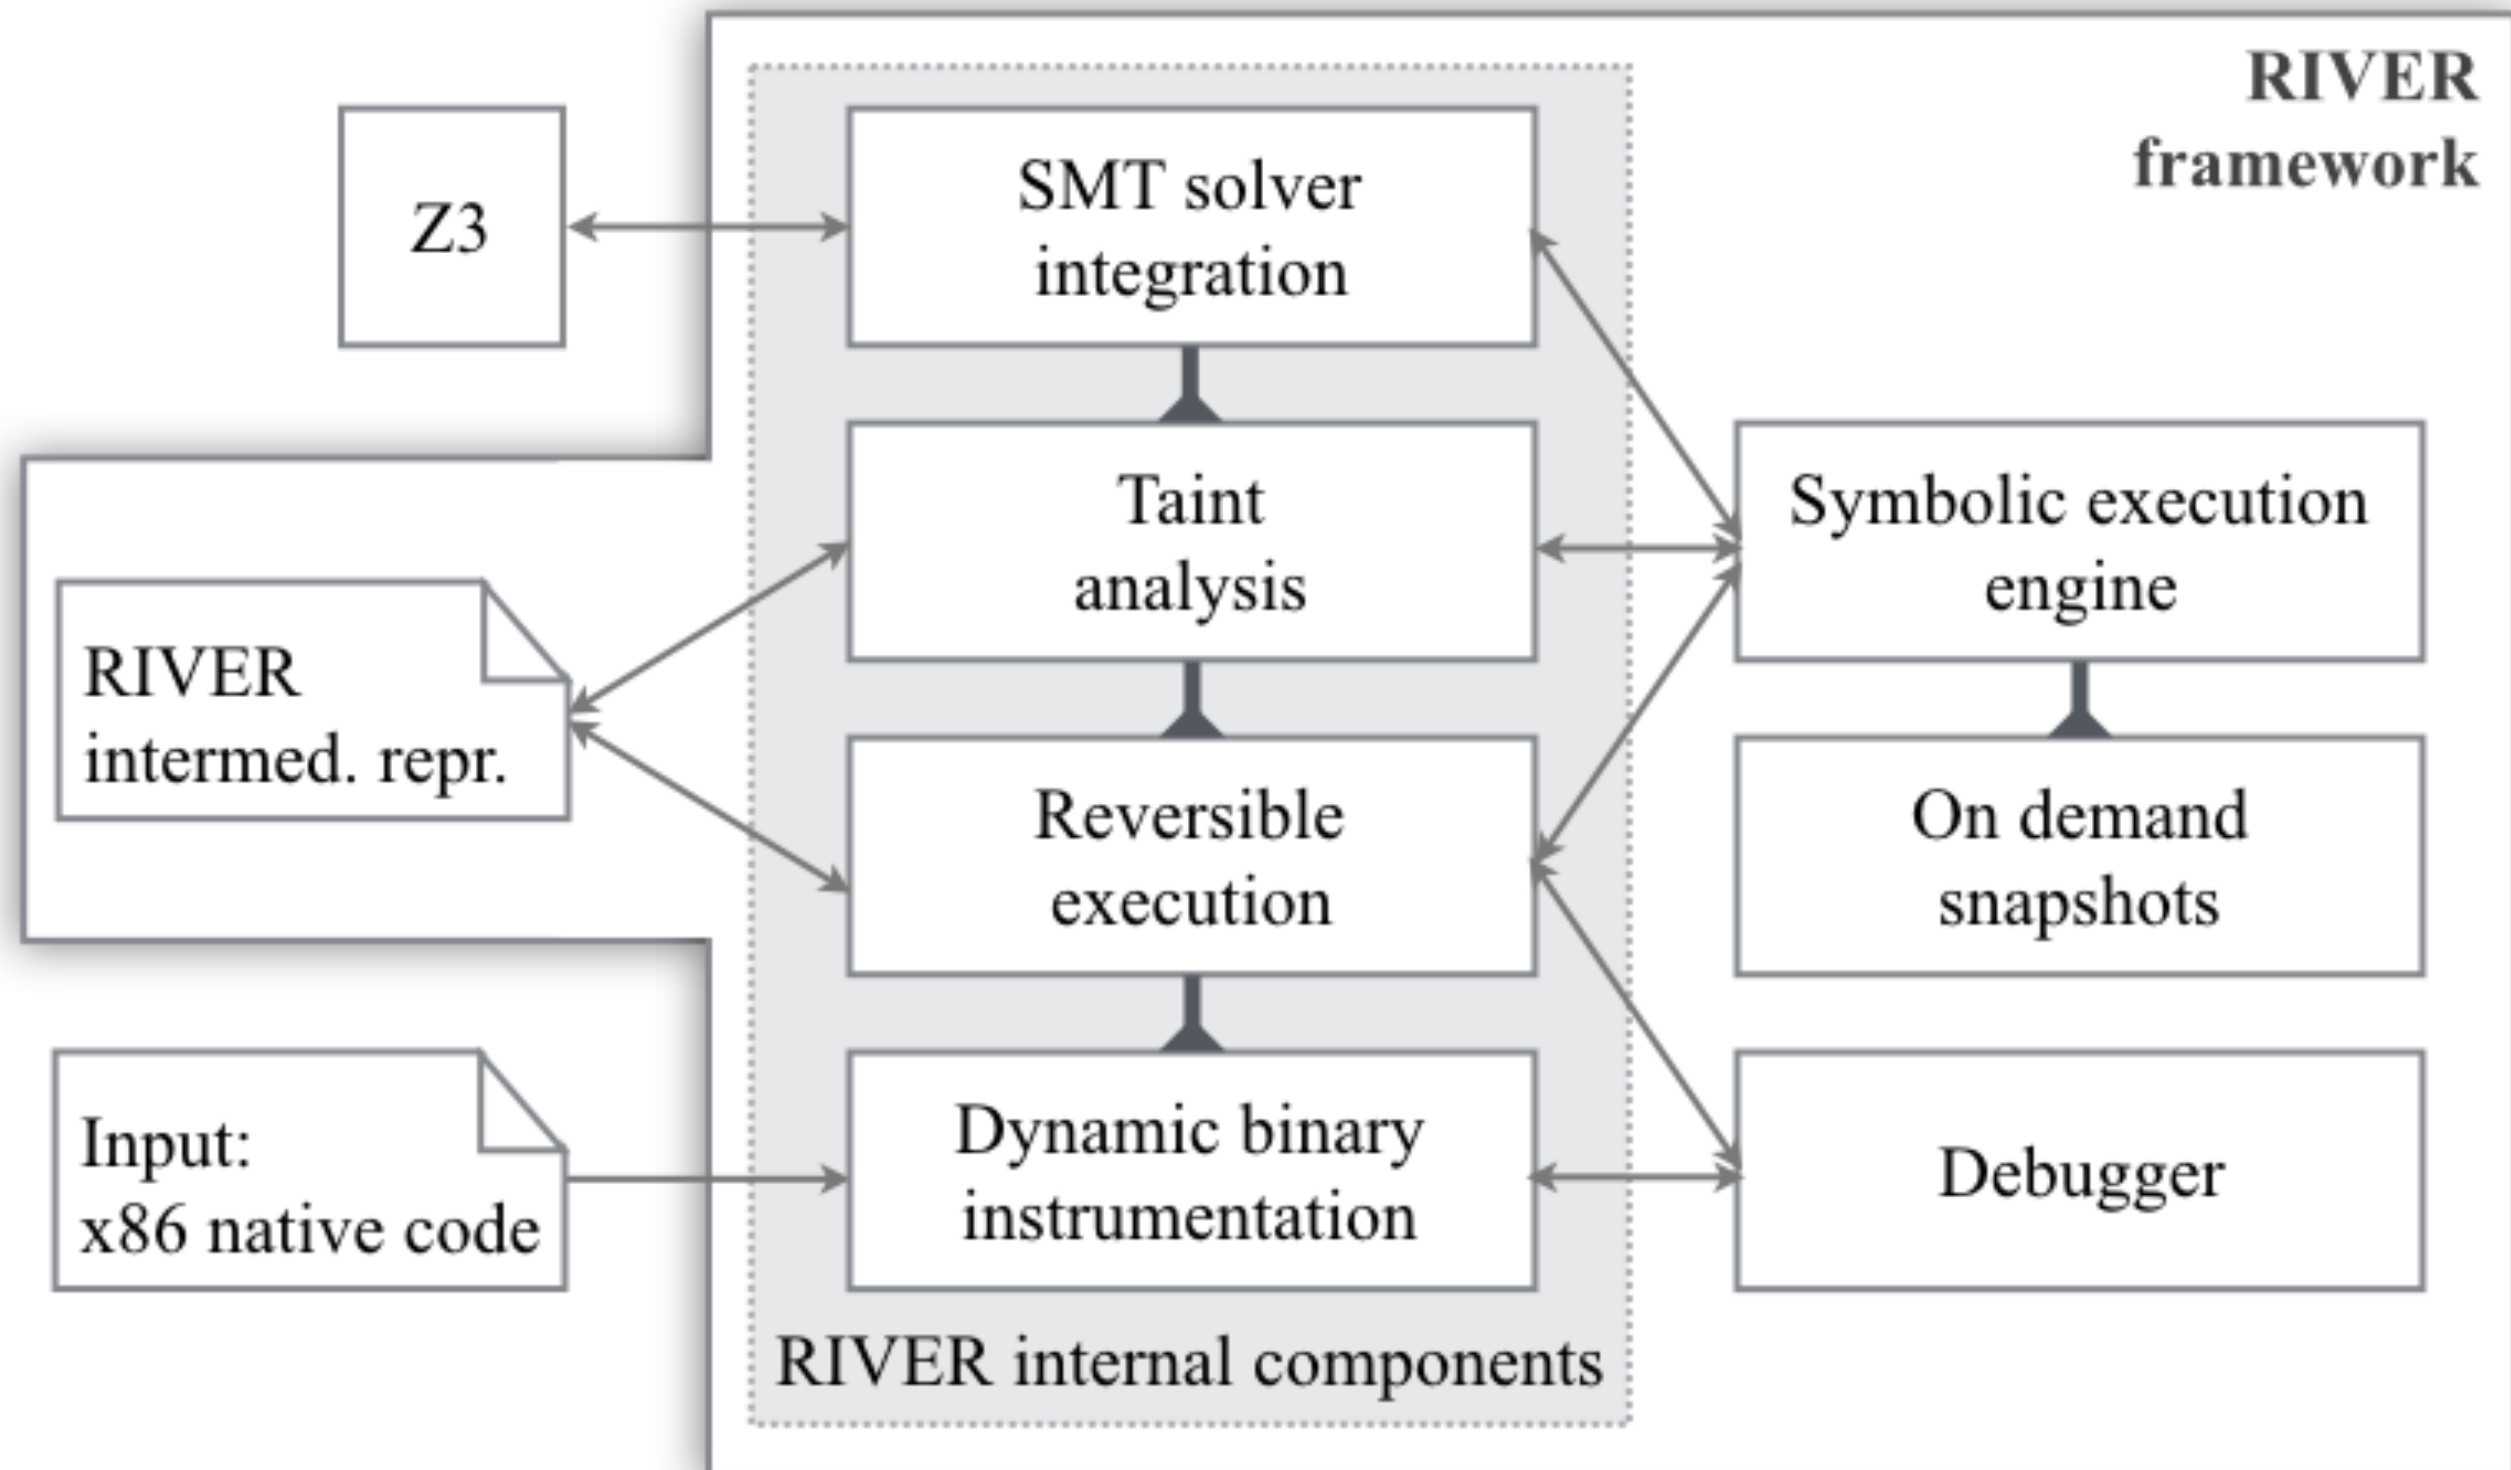 RIVER
framework
Z3
SMT solver
integration
Taint
analysis
Symbolic execution
engine
RIVER
intermed. repr.
Reversible
execution
On demand
snapshots
Input:
x86 native code
Dynamic binary
instrumentation
Debugger
RIVER internal components